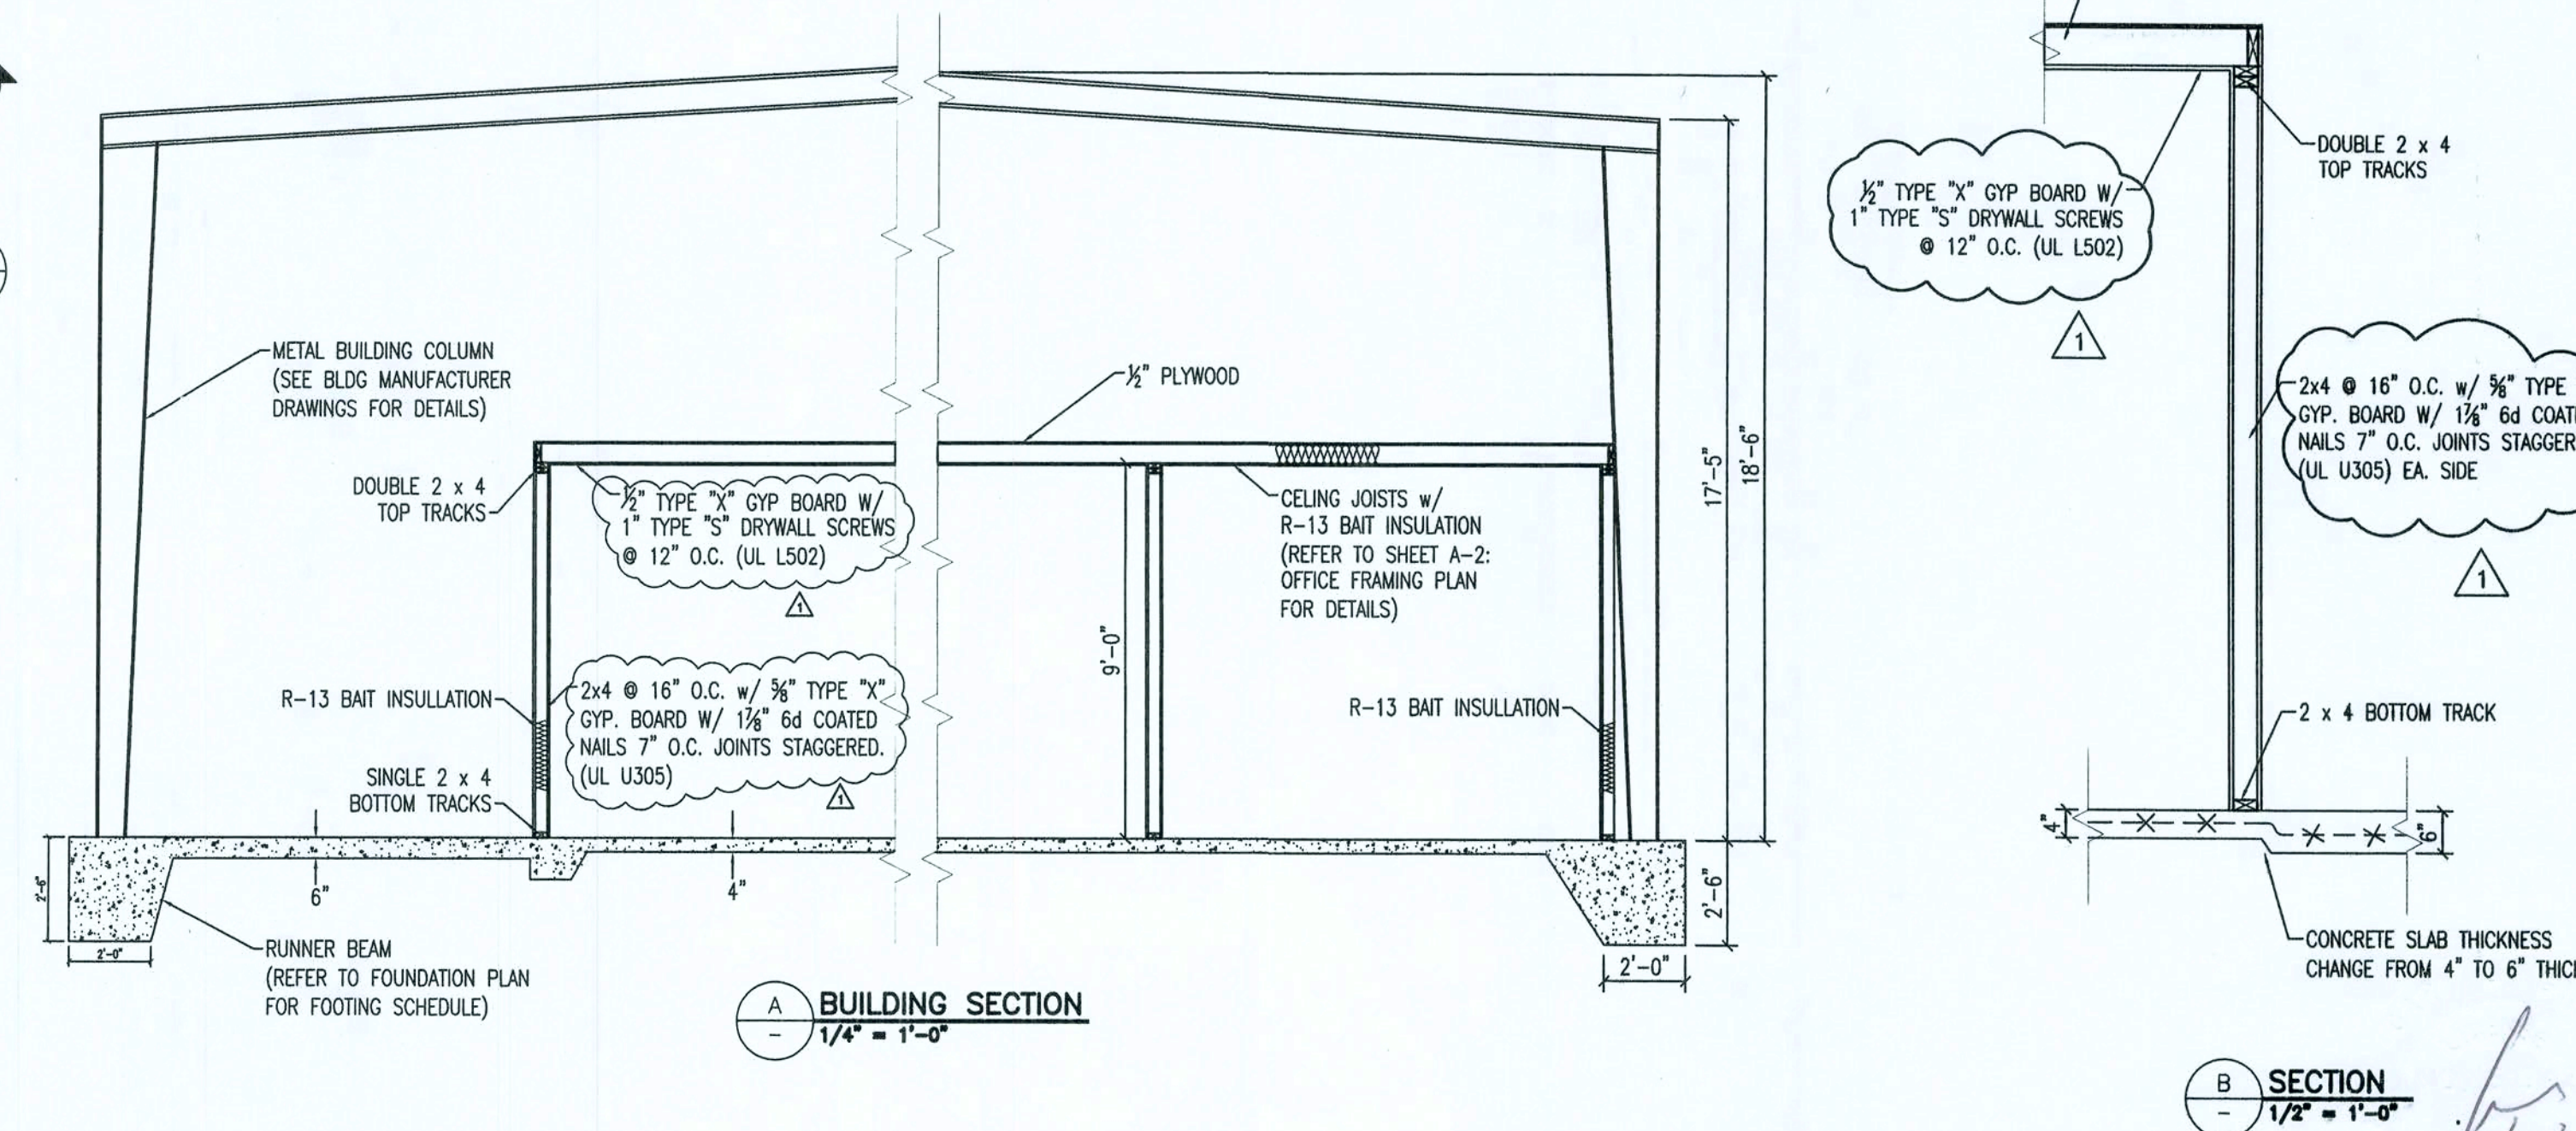 METAL BUILDING COLUMN
(SEE BLDG MANUFACTURER
DRAWINGS FOR DETAILS)
DOUBLE 2 x 4
TOP TRACKS
½" TYPE "X" GYP BOARD W/
1" TYPE "S" DRYWALL SCREWS
@ 12" O.C. (UL L502)
1
R-13 BAIT INSULLATION
2x4 @ 16" O.C. w/ ⅝" TYPE "X"
GYP. BOARD W/ 1⅞" 6d COATED
NAILS 7" O.C. JOINTS STAGGERED.
(UL U305)
1
SINGLE 2 x 4
BOTTOM TRACKS
½" PLYWOOD
CELING JOISTS w/
R-13 BAIT INSULATION
(REFER TO SHEET A-2:
OFFICE FRAMING PLAN
FOR DETAILS)
9'-0"
R-13 BAIT INSULLATION
17'-5"
18'-6"
2'-6"
2'-0"
6"
4"
2'-6"
2'-0"
RUNNER BEAM
(REFER TO FOUNDATION PLAN
FOR FOOTING SCHEDULE)
A
-
BUILDING SECTION
1/4" = 1'-0"
DOUBLE 2 x 4
TOP TRACKS
½" TYPE "X" GYP BOARD W/
1" TYPE "S" DRYWALL SCREWS
@ 12" O.C. (UL L502)
1
2x4 @ 16" O.C. w/ ⅝" TYPE
GYP. BOARD W/ 1⅞" 6d COAT
NAILS 7" O.C. JOINTS STAGGER
(UL U305) EA. SIDE
1
2 x 4 BOTTOM TRACK
4"
6"
CONCRETE SLAB THICKNESS
CHANGE FROM 4" TO 6" THIC
B
-
SECTION
1/2" = 1'-0"